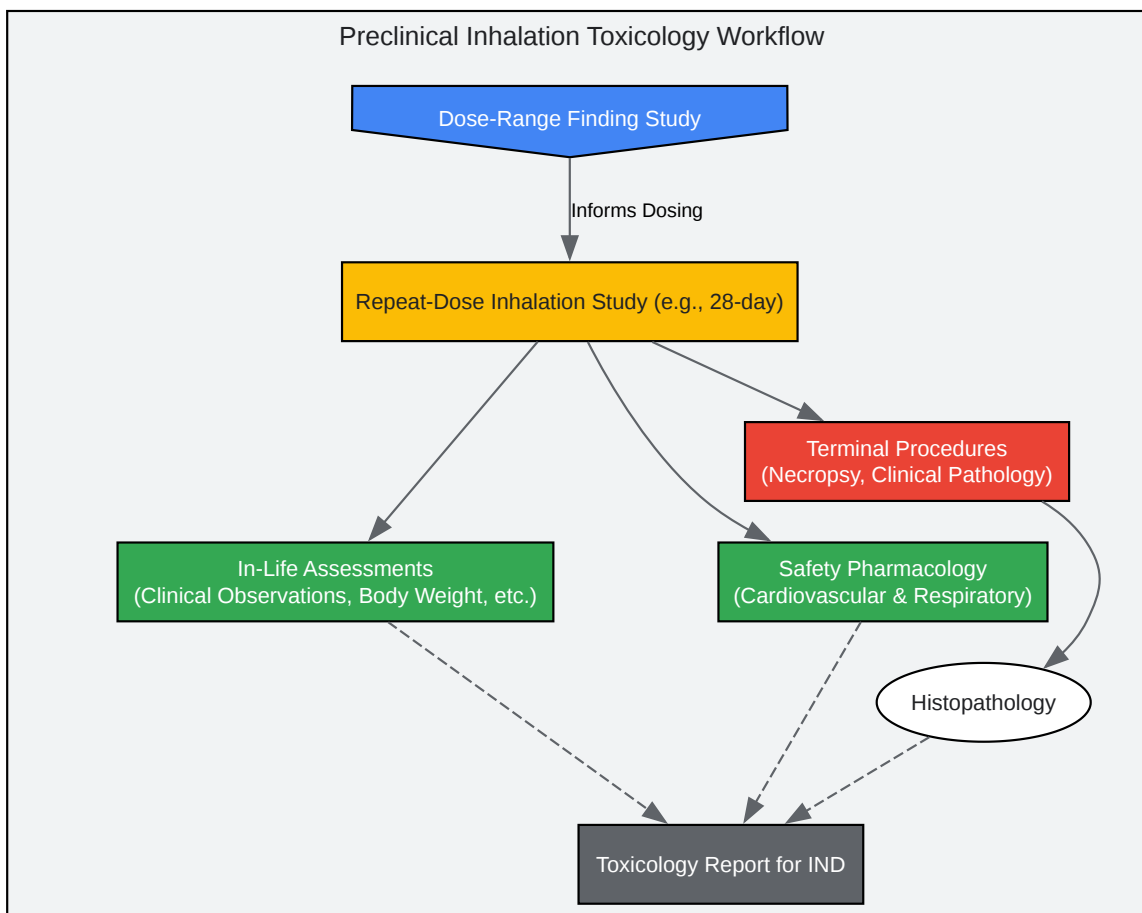 Preclinical Inhalation Toxicology Workflow
Dose-Range Finding Study
Informs Dosing
Repeat-Dose Inhalation Study (e.g., 28-day)
Terminal Procedures
(Necropsy, Clinical Pathology)
In-Life Assessments
(Clinical Observations, Body Weight, etc.)
Safety Pharmacology
(Cardiovascular & Respiratory)
Histopathology
Toxicology Report for IND